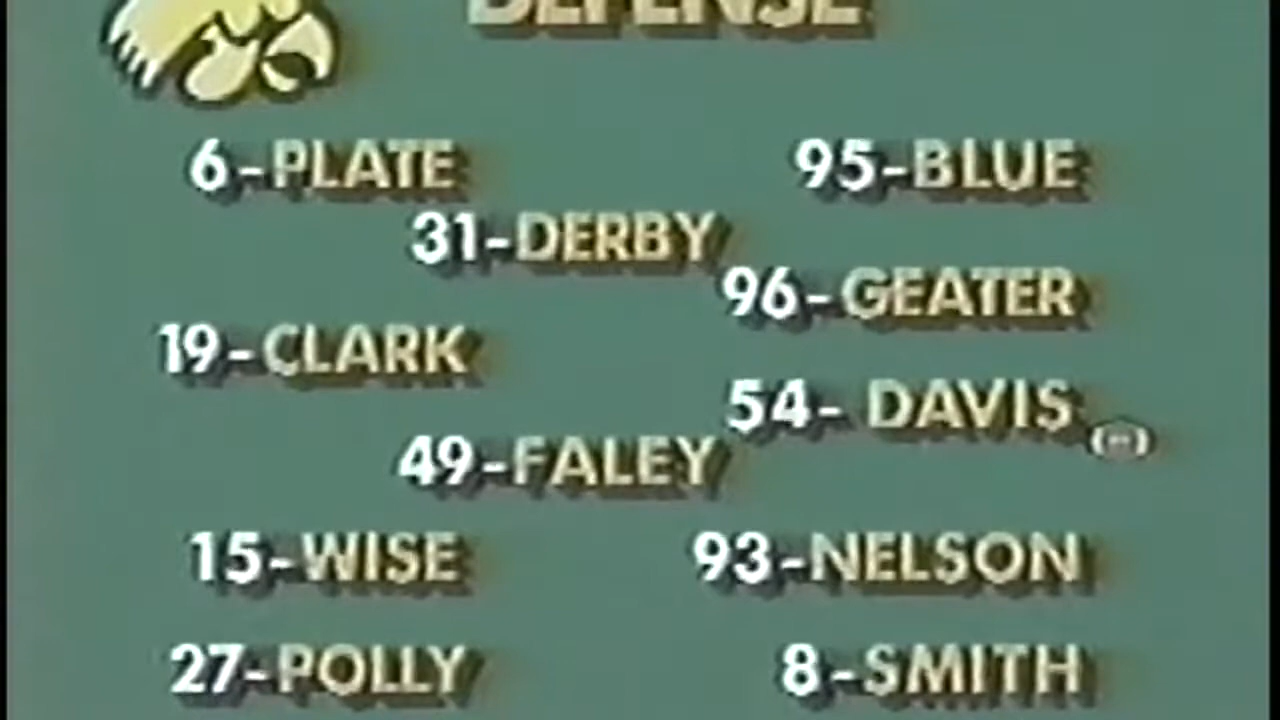 DEFENSE
6-PLATE
95-BLUE
31-DERBY
96-GEATER
19-CLARK
54- DAVIS
49-FALEY
15-WISE
93-NELSON
27-POLLY
8-SMITH